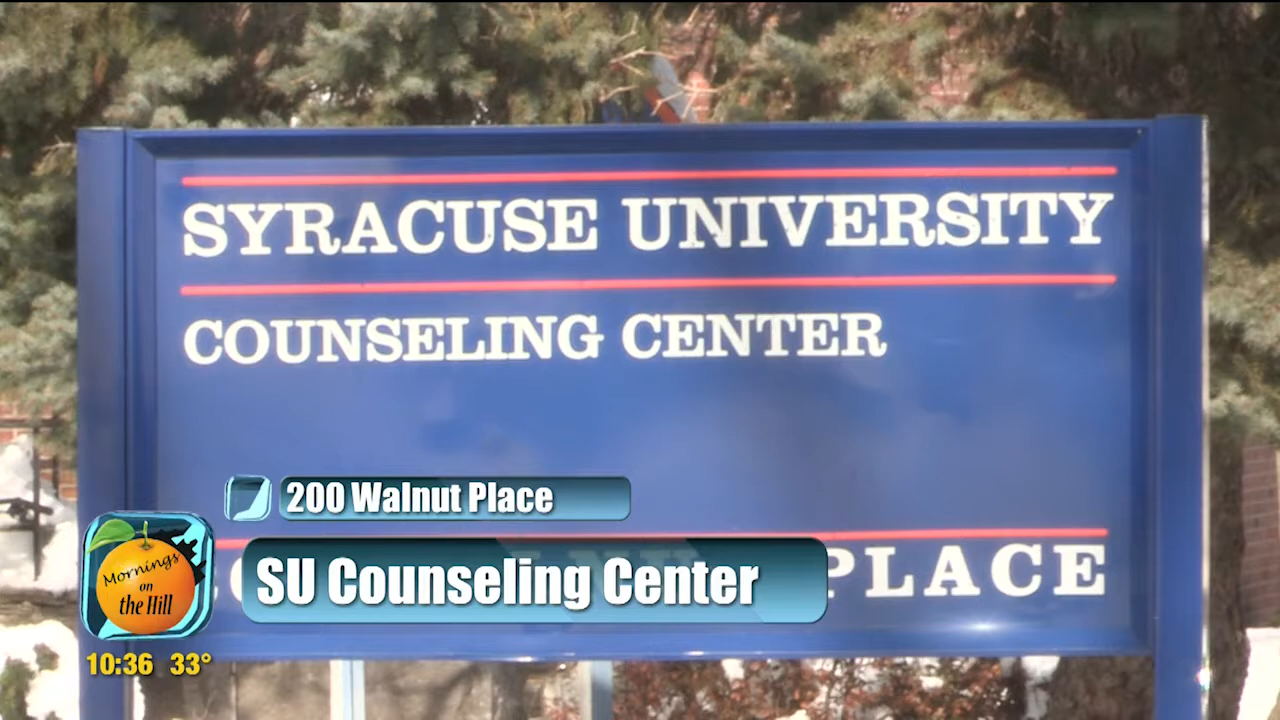 SYRACUSE UNIVERSITY
COUNSELING CENTER
200 Walnut Place
PLACE
SU Counseling Center
Mornings
on
the Hill
10:36 33°